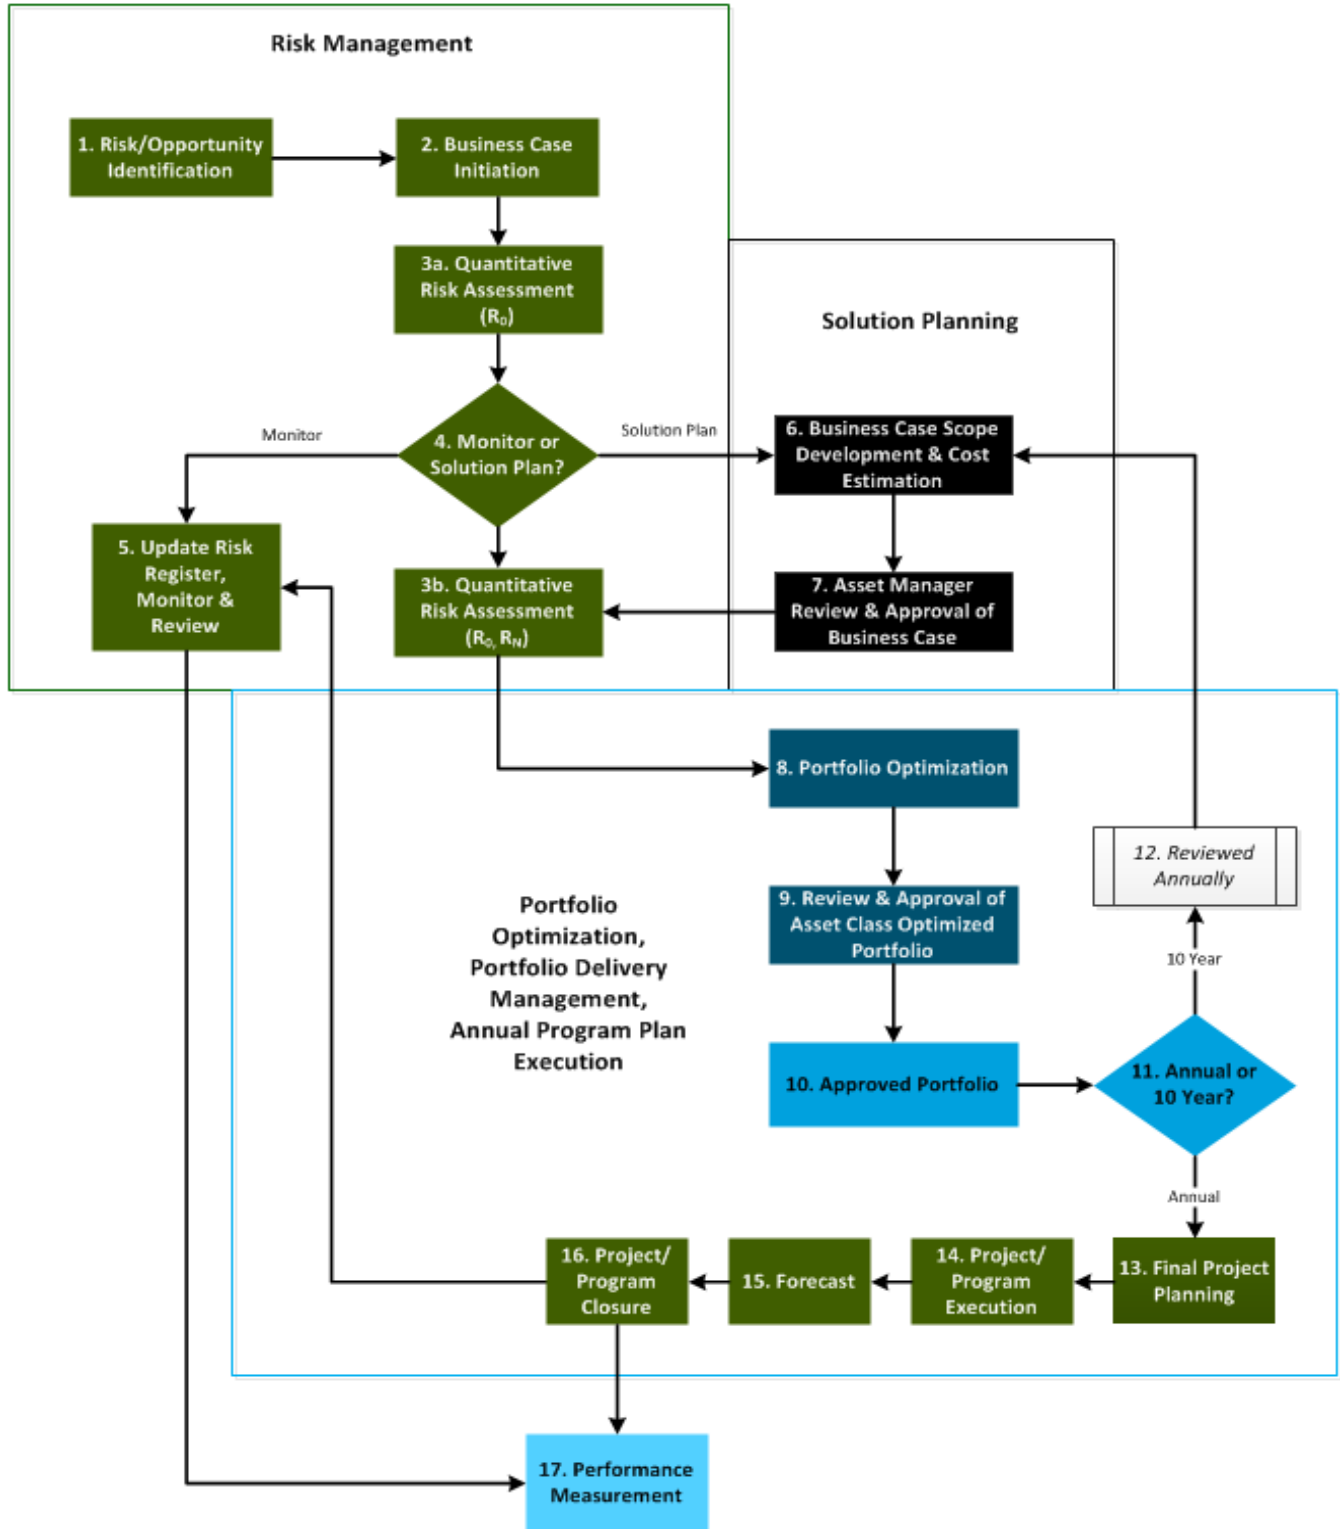 Risk Management
1. Risk/Opportunity
Identification
2. Business Case
Initiation
3a. Quantitative
Risk Assessment
(R₀)
Solution Planning
4. Monitor or
Solution Plan?
Monitor
Solution Plan
6. Business Case Scope
Development & Cost
Estimation
5. Update Risk
Register,
Monitor &
Review
3b. Quantitative
Risk Assessment
(R₀, R_N)
7. Asset Manager
Review & Approval of
Business Case
8. Portfolio Optimization
12. Reviewed
Annually
9. Review & Approval of
Asset Class Optimized
Portfolio
Portfolio
Optimization,
Portfolio Delivery
Management,
Annual Program Plan
Execution
10 Year
10. Approved Portfolio
11. Annual or
10 Year?
Annual
16. Project/
Program
Closure
15. Forecast
14. Project/
Program
Execution
13. Final Project
Planning
17. Performance
Measurement